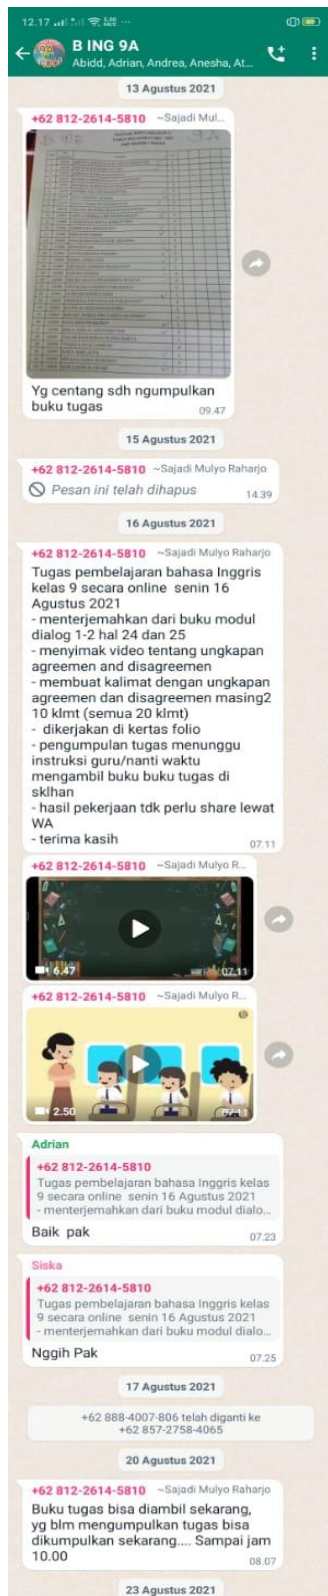 12.17
B ING 9A
Abidd, Adrian, Andrea, Anesha, At...
13 Agustus 2021
+62 812-2614-5810 ~Sajadi Mul...
Yg centang sdh ngumpulkan
buku tugas
09.47
15 Agustus 2021
+62 812-2614-5810 ~Sajadi Mulyo Raharjo
Pesan ini telah dihapus
14.39
16 Agustus 2021
+62 812-2614-5810 ~Sajadi Mulyo Raharjo
Tugas pembelajaran bahasa Inggris
kelas 9 secara online senin 16
Agustus 2021
- menterjemahkan dari buku modul
dialog 1-2 hal 24 dan 25
- menyimak video tentang ungkapan
agreemen and disagreement
- membuat kalimat dengan ungkapan
agreemen dan disagreemen masing2
10 klmt (semua 20 klmt)
- dikerjakan di kertas folio
- pengumpulan tugas menunggu
instruksi guru/nanti waktu
mengambil buku buku tugas di
sklhan
- hasil pekerjaan tdk perlu share lewat
WA
- terima kasih
07.11
+62 812-2614-5810 ~Sajadi Mulyo R...
6.47
07.11
+62 812-2614-5810 ~Sajadi Mulyo R...
2.50
07.11
Adrian
+62 812-2614-5810
Tugas pembelajaran bahasa Inggris kelas
9 secara online senin 16 Agustus 2021
- menterjemahkan dari buku modul dialo...
Baik pak
07.23
Siska
+62 812-2614-5810
Tugas pembelajaran bahasa Inggris kelas
9 secara online senin 16 Agustus 2021
- menterjemahkan dari buku modul dialo...
Nggih Pak
07.25
17 Agustus 2021
+62 888-4007-806 telah diganti ke
+62 857-2758-4065
20 Agustus 2021
+62 812-2614-5810 ~Sajadi Mulyo Raharjo
Buku tugas bisa diambil sekarang,
yg blm mengumpulkan tugas bisa
dikumpulkan sekarang.... Sampai jam
10.00
08.07
23 Agustus 2021